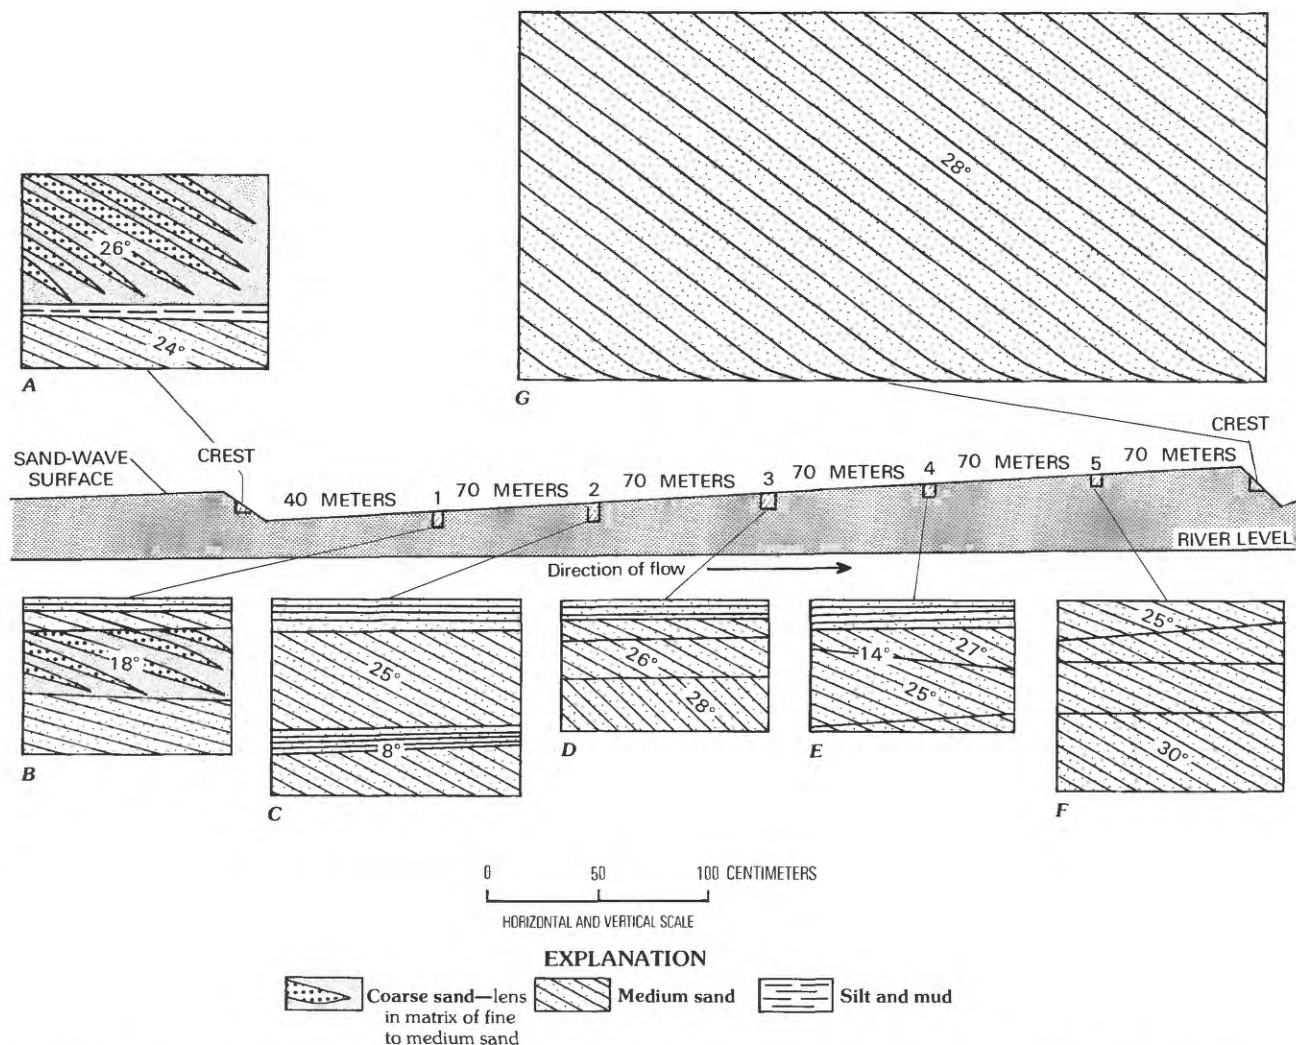 28°
G
26°
24°
A
SAND-WAVE
SURFACE
CREST
CREST
40 METERS
1
70 METERS
2
70 METERS
3
70 METERS
4
70 METERS
5
70 METERS
RIVER LEVEL
Direction of flow
18°
B
25°
8°
C
26°
28°
D
14°
27°
25°
E
25°
30°
F
0 50 100 CENTIMETERS
HORIZONTAL AND VERTICAL SCALE
EXPLANATION
Coarse sand—lens
in matrix of fine
to medium sand
Medium sand
Silt and mud